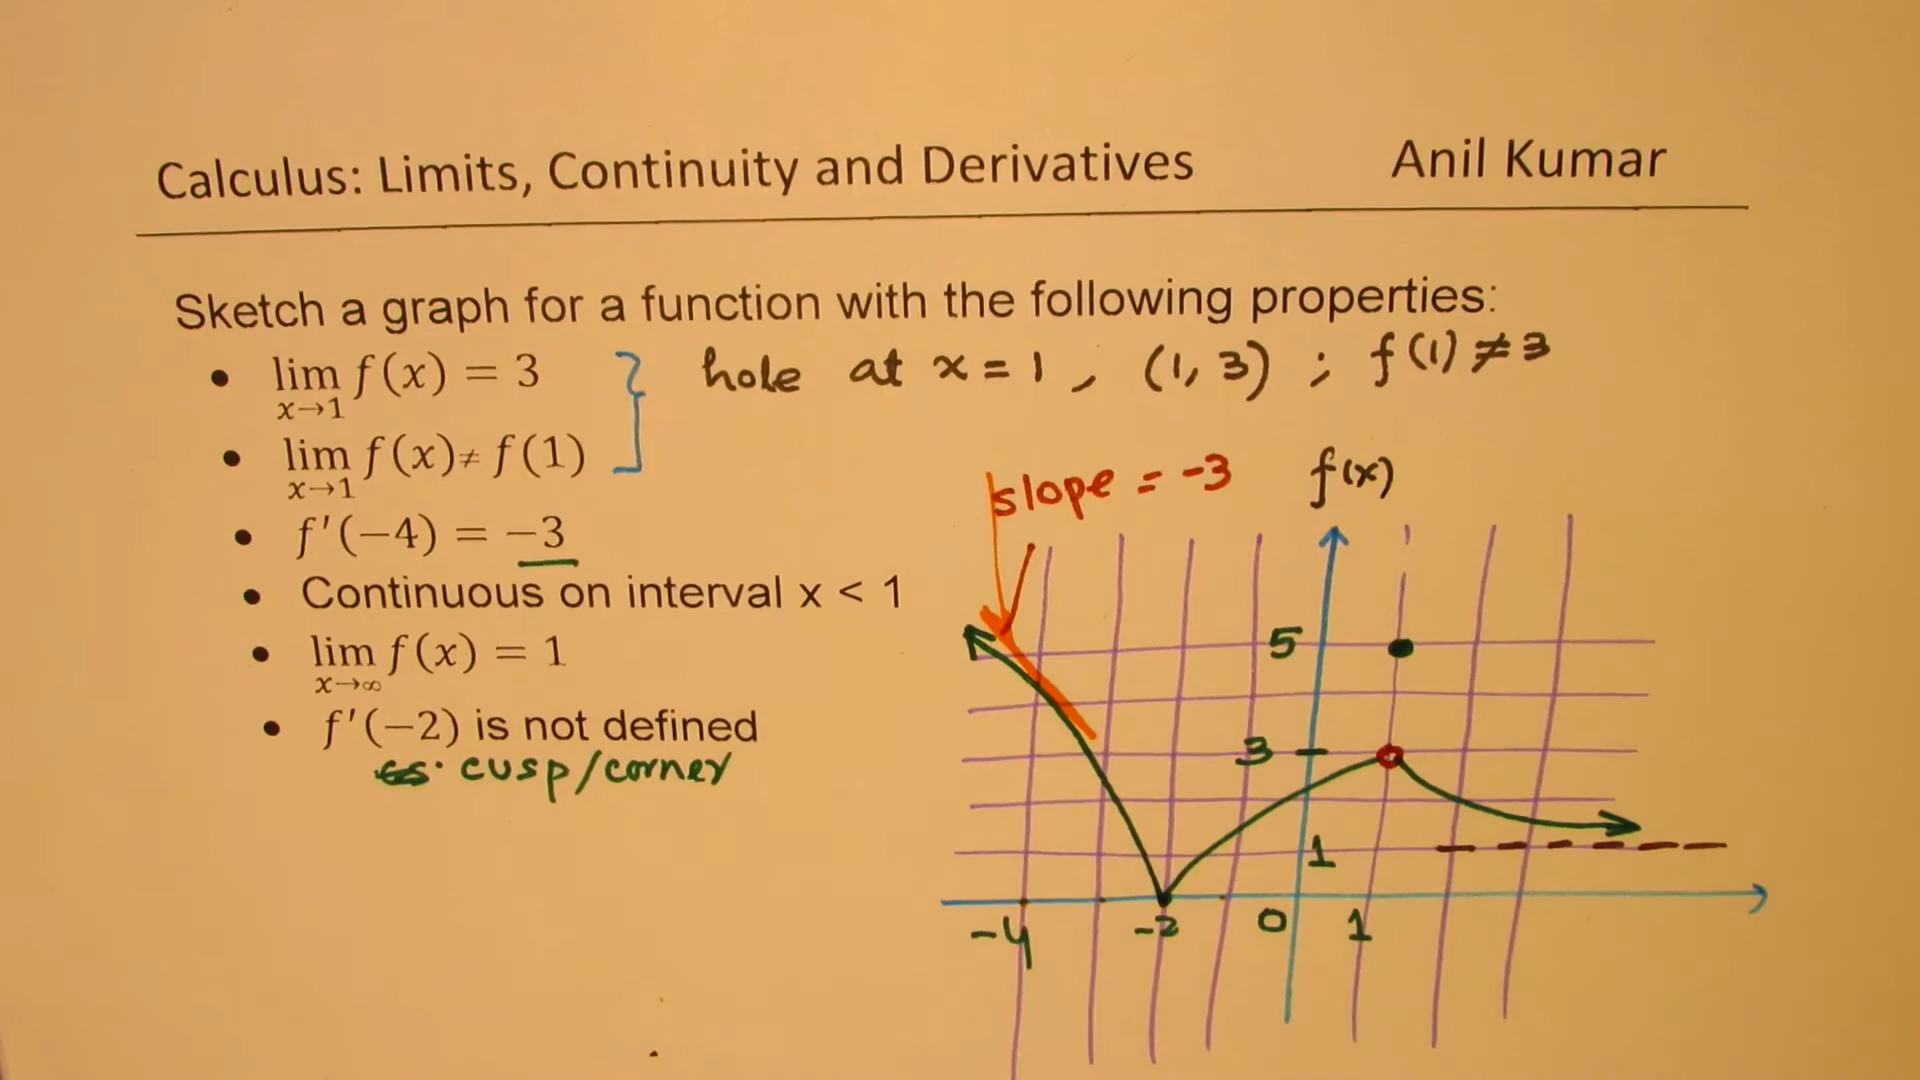 Calculus: Limits, Continuity and Derivatives Anil Kumar
Sketch a graph for a function with the following properties:
• lim f(x) = 3 hole at x = 1 , (1, 3) ; f(1) ≠ 3
x→1
• lim f(x) ≠ f(1)
x→1
slope = -3 f(x)
• f'(−4) = −3
• Continuous on interval x < 1
• lim f(x) = 1
x→∞
5
• f'(−2) is not defined
cusp/corner
3
1
-4 -2 0 1